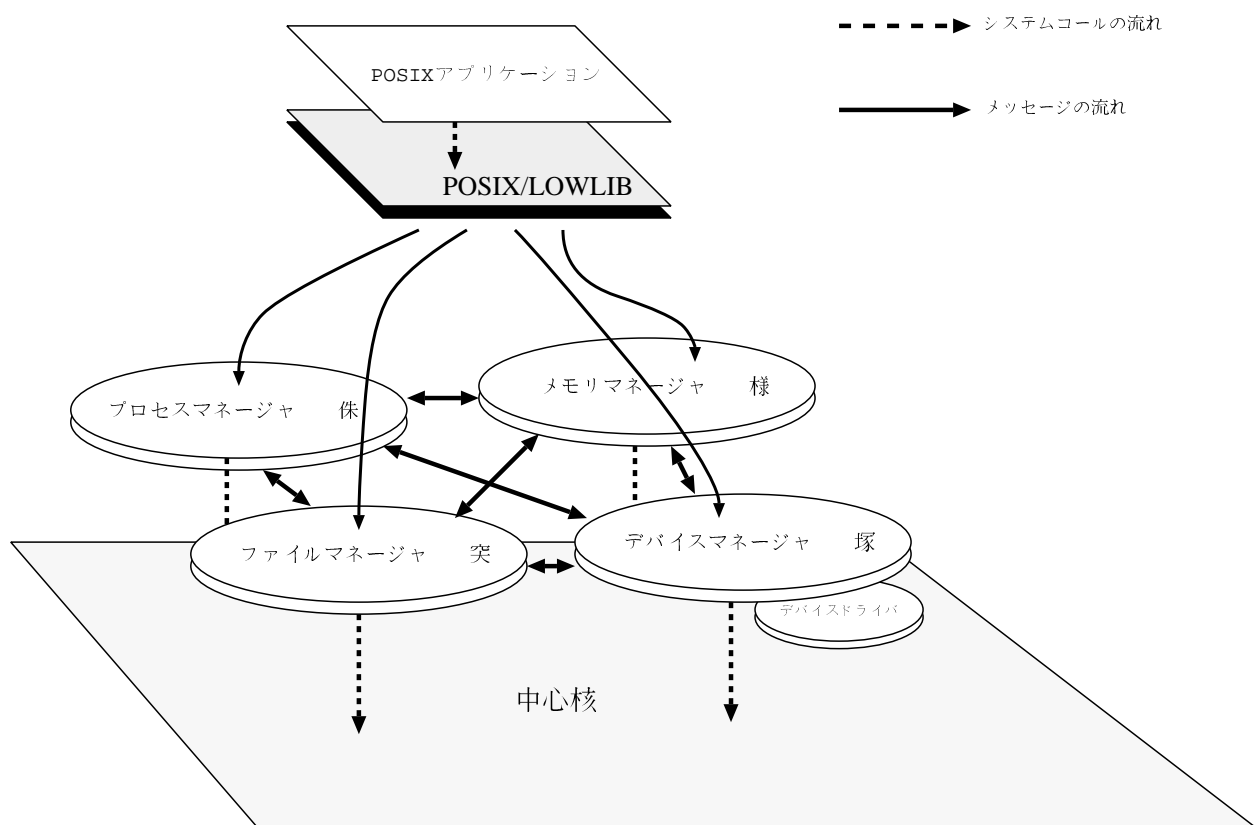 システムコールの流れ
POSIXアプリケーション
メッセージの流れ
POSIX/LOWLIB
メモリマネージャ 様
プロセスマネージャ 侏
デバイスマネージャ 塚
ファイルマネージャ 突
デバイスドライバ
中心核